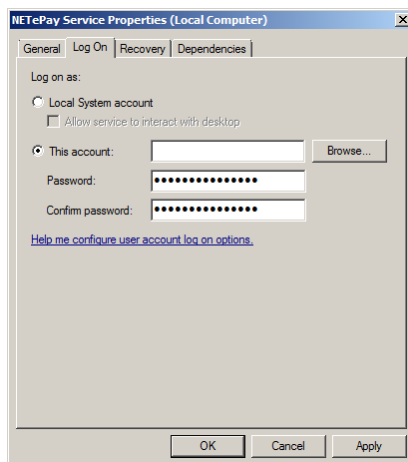 NETePay Service Properties (Local Computer)
General Log On Recovery Dependencies
Log on as:
Local System account
Allow service to interact with desktop
This account: Browse...
Password: •••••••••••••••
Confirm password: •••••••••••••••
Help me configure user account log on options.
OK Cancel Apply